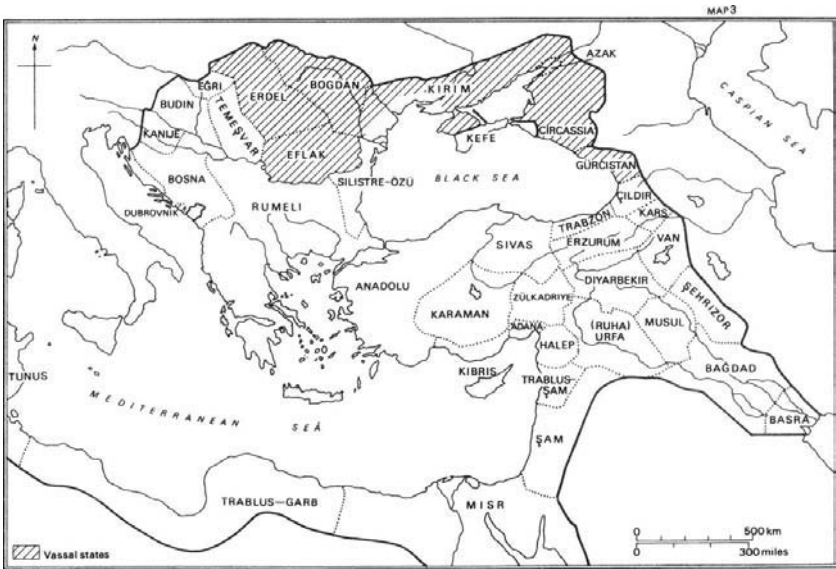 MAP 3
N
AZAK
CASPIAN SEA
EĞRI
BUDIN
ERDEL
BOGDAN
KIRIM
TEMEŞVAR
KANIJE
KEFE
CIRCASSIA
EFLAK
GÜRCISTAN
BOSNA
SILISTRE-ÖZÜ
BLACK SEA
ÇILDIR
DUBROVNIK
RUMELI
TRABZON
KARS
SIVAS
ERZURUM
VAN
ANADOLU
DIYARBEKIR
ŞEHRIZOR
ZÜLKADRIYE
KARAMAN
ADANA
(RUHA)
URFA
MUSUL
HALEP
TUNUS
KIBRIS
TRABLUS-
ŞAM
BAĞDAD
MEDITERRANEAN SEA
BASRA
ŞAM
TRABLUS-GARB
MISR
0 500 km
0 300 miles
Vassal states